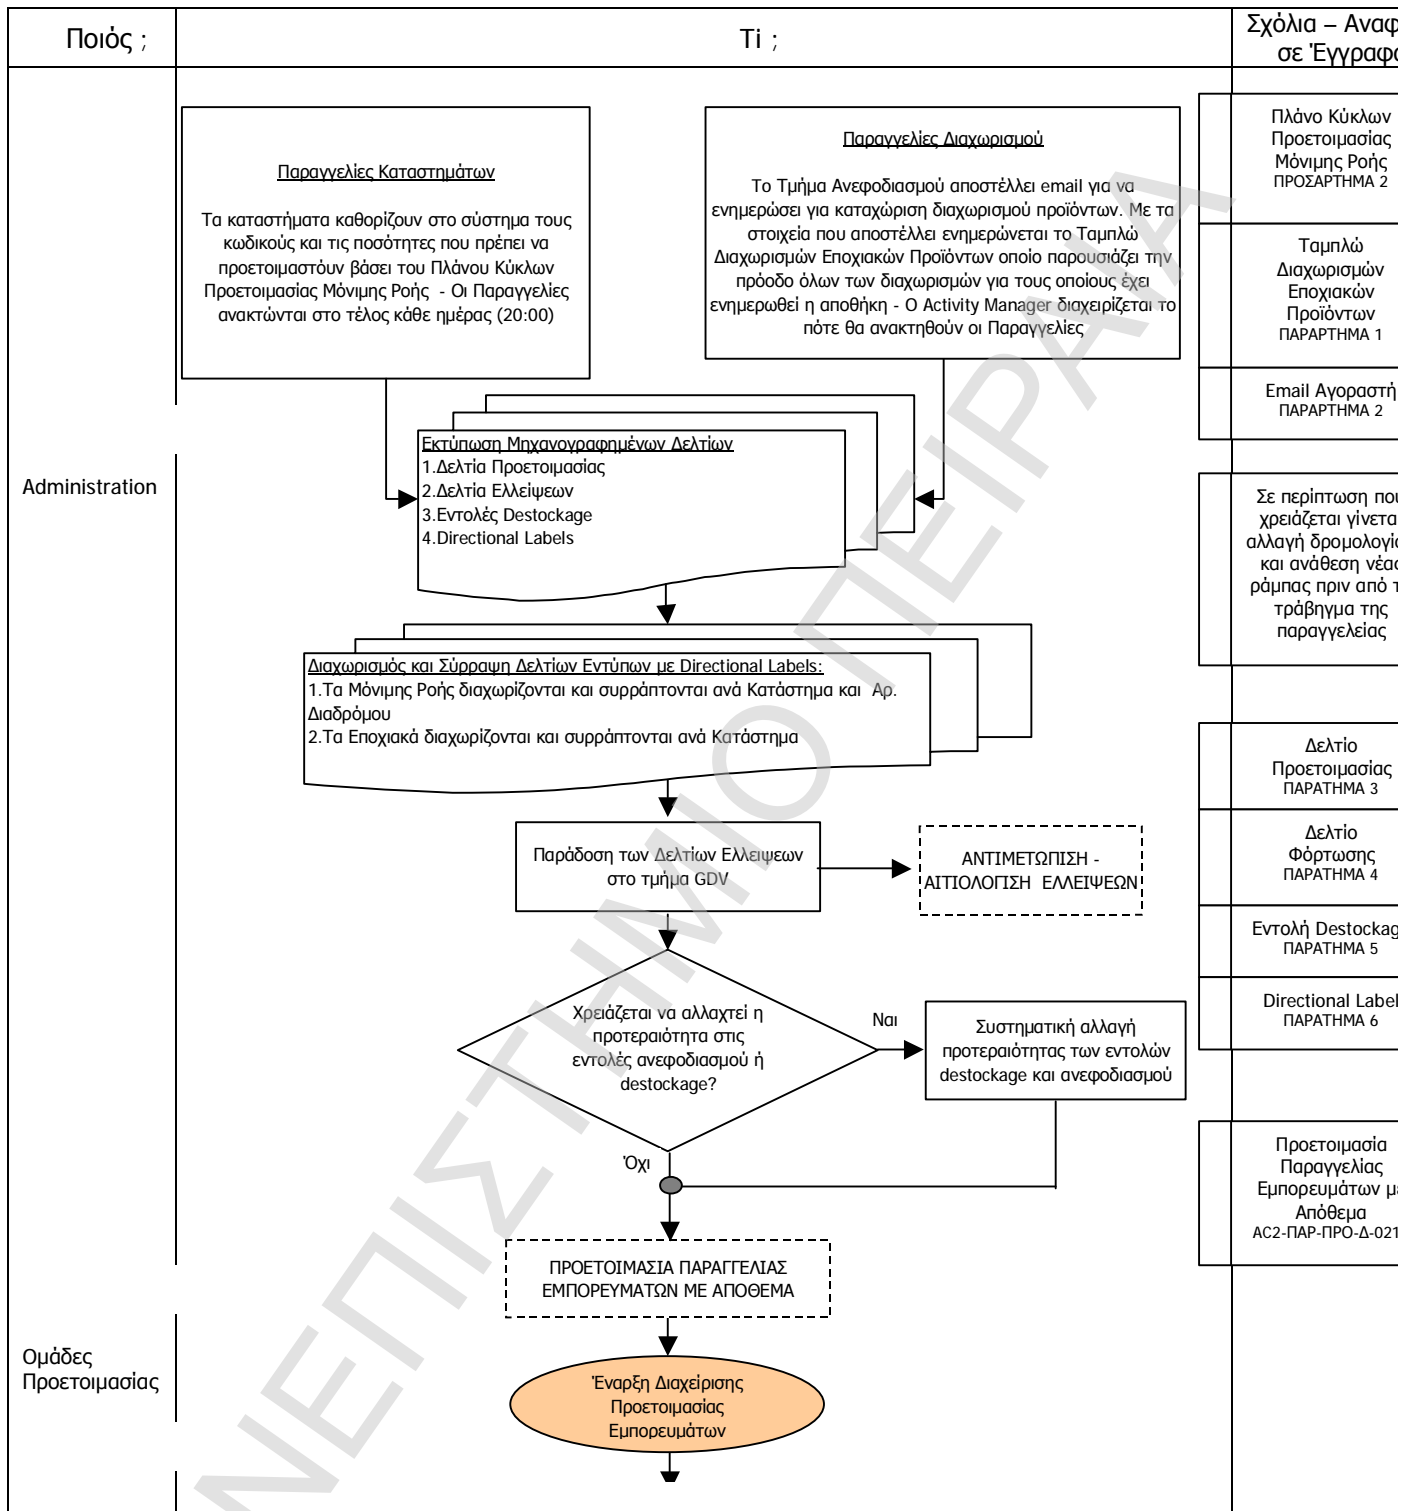 Ποιός ;
Τi ;
Σχόλια – Αναφ
σε Έγγραφα
Παραγγελίες Καταστημάτων
Τα καταστήματα καθορίζουν στο σύστημα τους
κωδικούς και τις ποσότητες που πρέπει να
προετοιμαστούν βάσει του Πλάνου Κύκλων
Προετοιμασίας Μόνιμης Ροής - Οι Παραγγελίες
ανακτώνται στο τέλος κάθε ημέρας (20:00)
Παραγγελίες Διαχωρισμού
Το Τμήμα Ανεφοδιασμού αποστέλλει email για να
ενημερώσει για καταχώριση διαχωρισμού προϊόντων. Με τα
στοιχεία που αποστέλλει ενημερώνεται το Ταμπλώ
Διαχωρισμών Εποχιακών Προϊόντων οποίο παρουσιάζει την
πρόοδο όλων των διαχωρισμών για τους οποίους έχει
ενημερωθεί η αποθήκη - Ο Activity Manager διαχειρίζεται το
πότε θα ανακτηθούν οι Παραγγελίες
Πλάνο Κύκλων
Προετοιμασίας
Μόνιμης Ροής
ΠΡΟΣΑΡΤΗΜΑ 2
Ταμπλώ
Διαχωρισμών
Εποχιακών
Προϊόντων
ΠΑΡΑΡΤΗΜΑ 1
Email Αγοραστή
ΠΑΡΑΡΤΗΜΑ 2
Administration
Εκτύπωση Μηχανογραφημένων Δελτίων
1.Δελτία Προετοιμασίας
2.Δελτία Ελλείψεων
3.Εντολές Destockage
4.Directional Labels
Σε περίπτωση που
χρειάζεται γίνεται
αλλαγή δρομολογίο
και ανάθεση νέας
ράμπας πριν από τ
τράβηγμα της
παραγγελείας
Διαχωρισμός και Σύρραψη Δελτίων Εντύπων με Directional Labels:
1.Τα Μόνιμης Ροής διαχωρίζονται και συρράπτονται ανά Κατάστημα και Αρ.
Διαδρόμου
2.Τα Εποχιακά διαχωρίζονται και συρράπτονται ανά Κατάστημα
Δελτίο
Προετοιμασίας
ΠΑΡΑΤΗΜΑ 3
Παράδοση των Δελτίων Ελλειψεων
στο τμήμα GDV
ΑΝΤΙΜΕΤΩΠΙΣΗ -
ΑΙΤΙΟΛΟΓΙΣΗ ΕΛΛΕΙΨΕΩΝ
Δελτίο
Φόρτωσης
ΠΑΡΑΤΗΜΑ 4
Εντολή Destockag
ΠΑΡΑΤΗΜΑ 5
Directional Label
ΠΑΡΑΤΗΜΑ 6
Χρειάζεται να αλλαχτεί η
προτεραιότητα στις
εντολές ανεφοδιασμού ή
destockage?
Ναι
Συστηματική αλλαγή
προτεραιότητας των εντολών
destockage και ανεφοδιασμού
Όχι
Προετοιμασία
Παραγγελίας
Εμπορευμάτων με
Απόθεμα
AC2-ΠΑΡ-ΠΡΟ-Δ-021
ΠΡΟΕΤΟΙΜΑΣΙΑ ΠΑΡΑΓΓΕΛΙΑΣ
ΕΜΠΟΡΕΥΜΑΤΩΝ ΜΕ ΑΠΟΘΕΜΑ
Ομάδες
Προετοιμασίας
Έναρξη Διαχείρισης
Προετοιμασίας
Εμπορευμάτων
ΝΕΠΙΣΤΗΜΙΟ ΠΕΙΡΑΙΑ